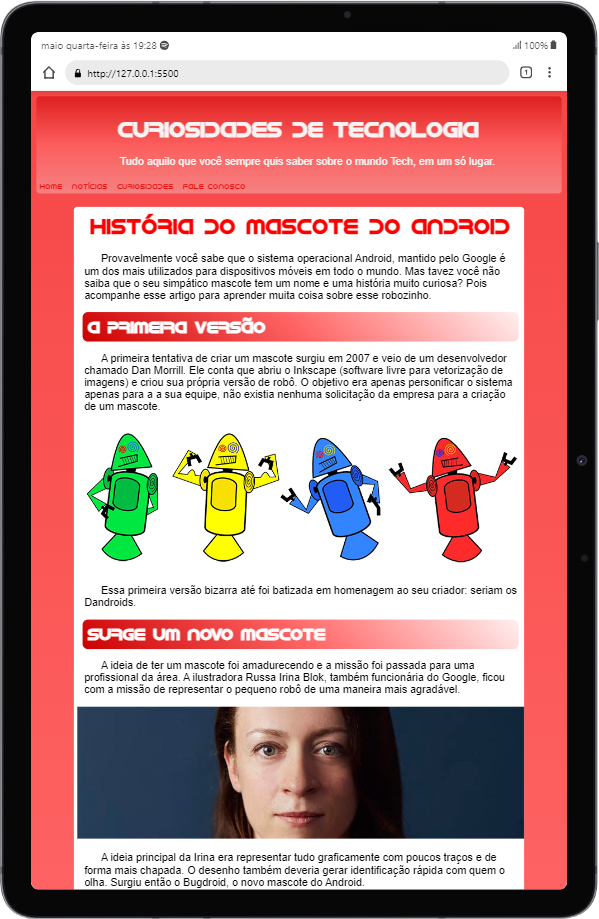 maio quarta-feira às 19:28
100%
http://127.0.0.1:5500
1
CURIOSIDADES DE TECNOLOGIA
Tudo aquilo que você sempre quis saber sobre o mundo Tech, em um só lugar.
HOME NOTÍCIAS CURIOSIDADES FALE CONOSCO
HISTÓRIA DO MASCOTE DO ANDROID
Provavelmente você sabe que o sistema operacional Android, mantido pelo Google é
um dos mais utilizados para dispositivos móveis em todo o mundo. Mas tavez você não
saiba que o seu simpático mascote tem um nome e uma história muito curiosa? Pois
acompanhe esse artigo para aprender muita coisa sobre esse robozinho.
A PRIMEIRA VERSÃO
A primeira tentativa de criar um mascote surgiu em 2007 e veio de um desenvolvedor
chamado Dan Morrill. Ele conta que abriu o Inkscape (software livre para vetorização de
imagens) e criou sua própria versão de robô. O objetivo era apenas personificar o sistema
apenas para a a sua equipe, não existia nenhuma solicitação da empresa para a criação
de um mascote.
Essa primeira versão bizarra até foi batizada em homenagem ao seu criador: seriam os
Dandroids.
SURGE UM NOVO MASCOTE
A ideia de ter um mascote foi amadurecendo e a missão foi passada para uma
profissional da área. A ilustradora Russa Irina Blok, também funcionária do Google, ficou
com a missão de representar o pequeno robô de uma maneira mais agradável.
A ideia principal da Irina era representar tudo graficamente com poucos traços e de
forma mais chapada. O desenho também deveria gerar identificação rápida com quem o
olha. Surgiu então o Bugdroid, o novo mascote do Android.